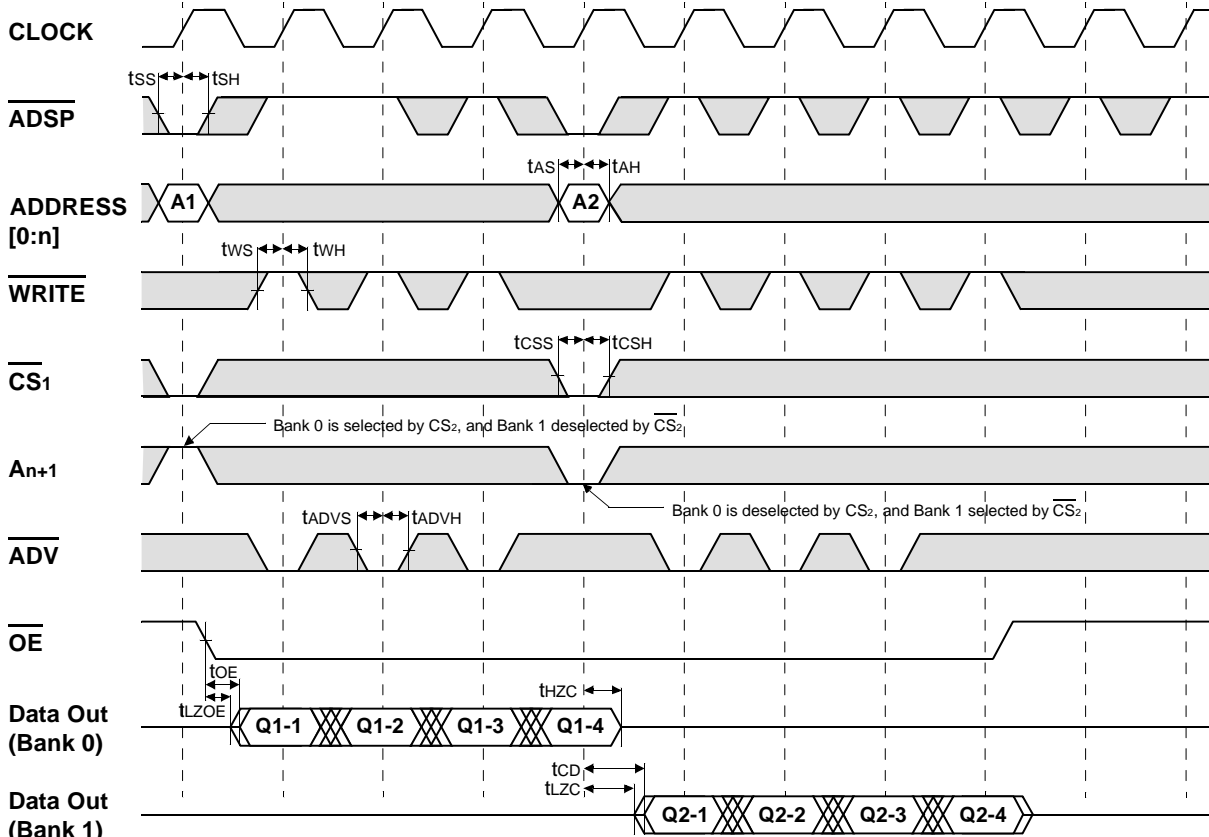 CLOCK
tSS tSH
ADSP
tAS tAH
ADDRESS
[0:n]
A1 A2
tWS tWH
WRITE
tCSS tCSH
CS1
Bank 0 is selected by CS2, and Bank 1 deselected by CS2
An+1
Bank 0 is deselected by CS2, and Bank 1 selected by CS2
tADVS tADVH
ADV
OE
tOE
tLZOE
tHZC
Data Out
(Bank 0)
Q1-1 Q1-2 Q1-3 Q1-4
tCD
tLZC
Data Out
(Bank 1)
Q2-1 Q2-2 Q2-3 Q2-4